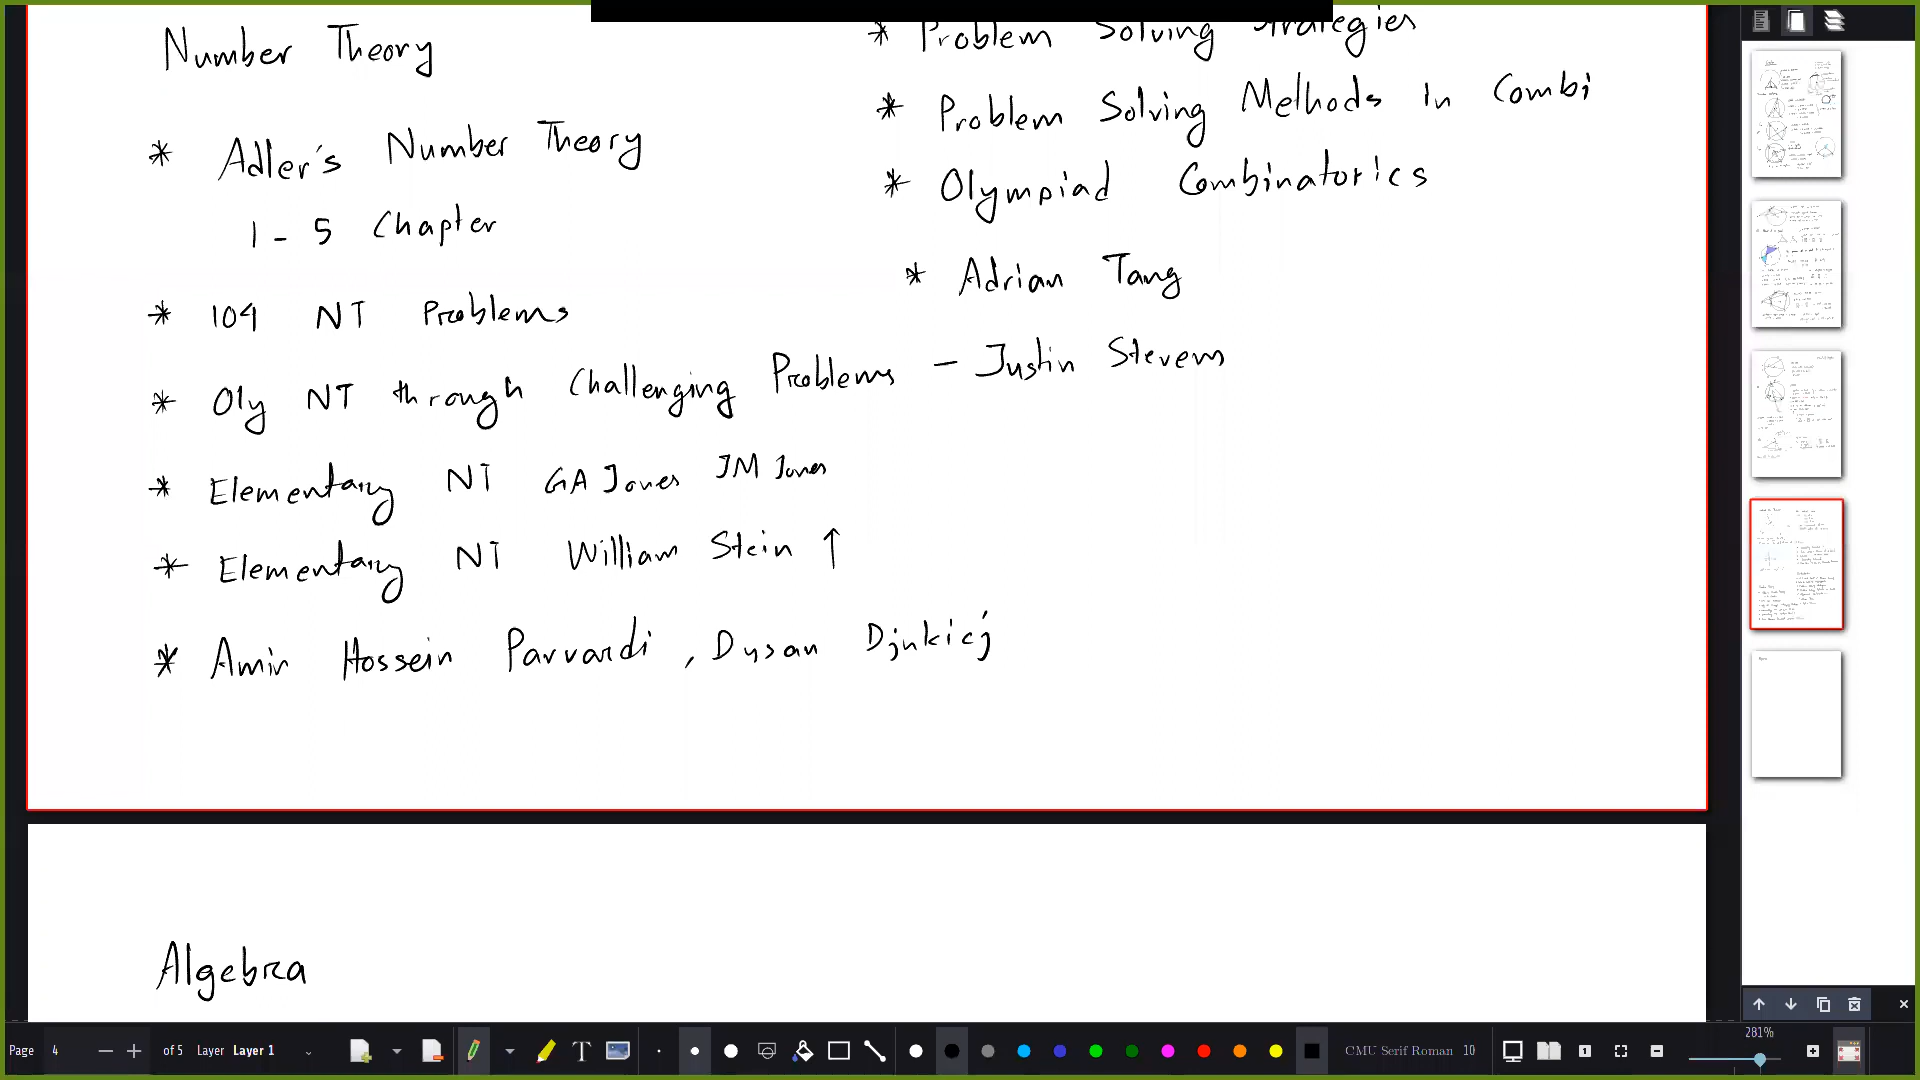 Number Theory
* Adler's Number Theory
1 - 5 Chapter
* 104 NT Problems
* Oly NT through Challenging Problems - Justin Stevens
* Elementary NT GA Jones JM Jones
* Elementary NT William Stein ↑
* Amir Hossein Parvardi, Dusan Djukicj
* Problem Solving Strategies
* Problem Solving Methods in Combi
* Olympiad Combinatorics
* Adrian Tang
Algebra
Page 4 of 5 Layer Layer 1
CMU Serif Roman 10
281%